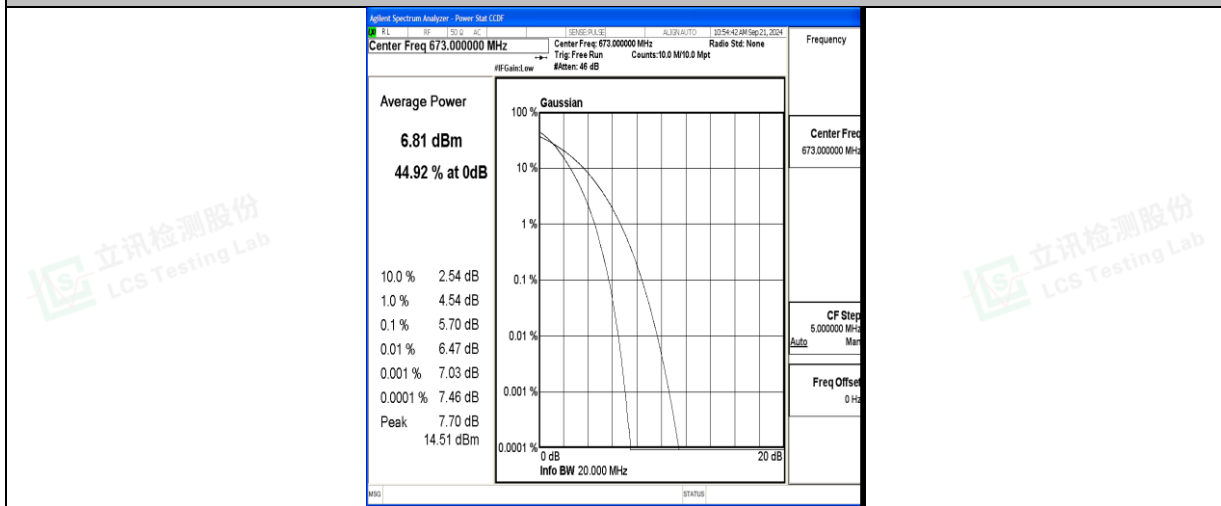 Agilent Spectrum Analyzer - Power Stat CCDF
RL RF 50 Ω AC SENSE:PULSE ALIGN AUTO 10:54:42 AM Sep 21, 2024
Center Freq 673.000000 MHz
Center Freq: 673.000000 MHz Radio Std: None
Trig: Free Run Counts:10.0 M/10.0 Mpt
#IFGain:Low #Atten: 46 dB
Frequency
Average Power
6.81 dBm
44.92 % at 0dB
10.0 % 2.54 dB
1.0 % 4.54 dB
0.1 % 5.70 dB
0.01 % 6.47 dB
0.001 % 7.03 dB
0.0001 % 7.46 dB
Peak 7.70 dB
14.51 dBm
Gaussian
100 %
10 %
1 %
0.1 %
0.01 %
0.001 %
0.0001 %
0 dB 20 dB
Info BW 20.000 MHz
Center Freq
673.000000 MHz
CF Step
5.000000 MHz
Auto Man
Freq Offset
0 Hz
MSG STATUS
立讯检测股份
LCS Testing Lab
立讯检测股份
LCS Testing Lab